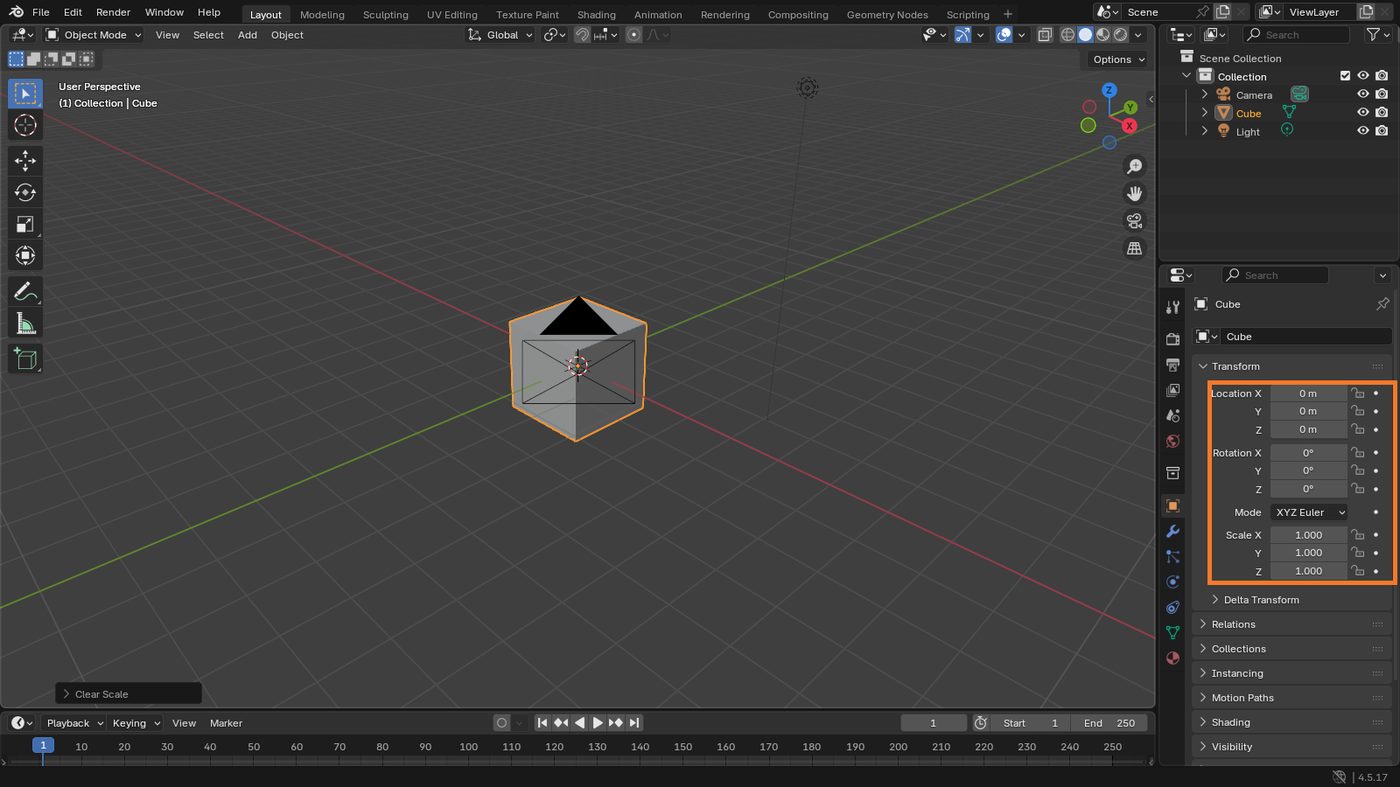 File Edit Render Window Help Layout Modeling Sculpting UV Editing Texture Paint Shading Animation Rendering Compositing Geometry Nodes Scripting + Scene ViewLayer
Object Mode View Select Add Object Global Search
Options
User Perspective
(1) Collection | Cube
Z
Y
X
Scene Collection
Collection
Camera
Cube
Light
Search
Cube
Cube
Transform
Location X 0 m
Y 0 m
Z 0 m
Rotation X 0°
Y 0°
Z 0°
Mode XYZ Euler
Scale X 1.000
Y 1.000
Z 1.000
Delta Transform
Relations
Collections
Instancing
Motion Paths
Shading
Visibility
Clear Scale
Playback Keying View Marker 1 Start 1 End 250
1 10 20 30 40 50 60 70 80 90 100 110 120 130 140 150 160 170 180 190 200 210 220 230 240 250
4.5.17